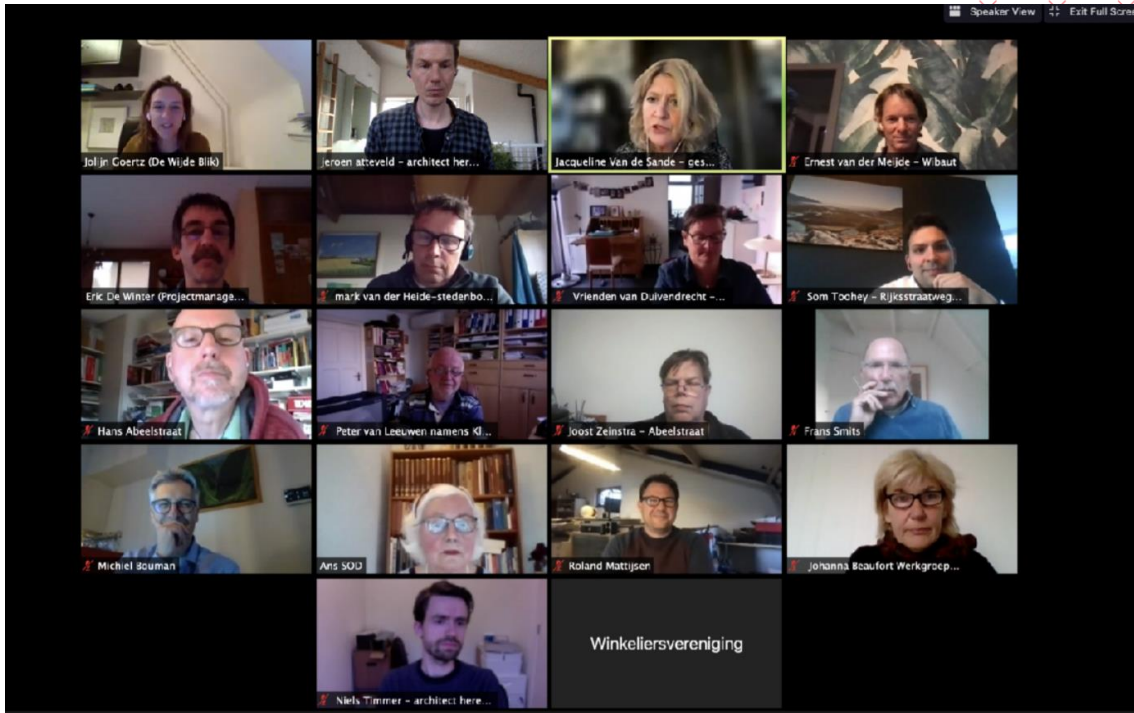 Speaker View Exit Full Scree
Jolijn Goertz (De Wijde Blik)
jeroen atteveld – architect her...
Jacqueline Van de Sande – ges...
Ernest van der Meijde – Wibaut
Eric De Winter (Projectmanage...
mark van der Heide-stedenbo...
Vrienden van Duivendrecht –...
Som Toohey – Rijksstraatweg...
Hans Abeelstraat
Peter van Leeuwen namens Kl...
Joost Zeinstra – Abeelstraat
Frans Smits
Michiel Bouman
Ans SOD
Roland Mattijsen
Johanna Beaufort Werkgroep...
Niels Timmer – architect here...
Winkeliersvereniging